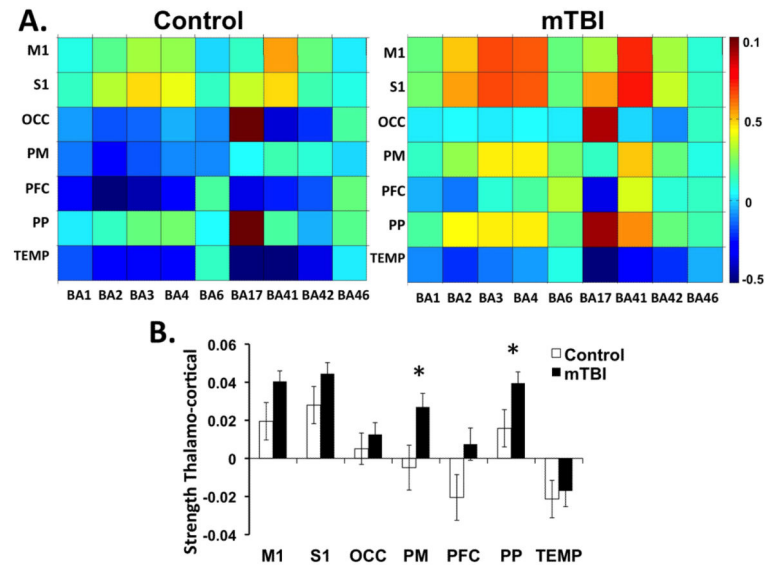 A.
Control
mTBI
M1
S1
OCC
PM
PFC
PP
TEMP
BA1 BA2 BA3 BA4 BA6 BA17 BA41 BA42 BA46
M1
S1
OCC
PM
PFC
PP
TEMP
BA1 BA2 BA3 BA4 BA6 BA17 BA41 BA42 BA46
0.1
0.5
0
-0.5
B.
Strength Thalamo-cortical
0.06
0.04
0.02
0
-0.02
-0.04
* *
Control
mTBI
M1 S1 OCC PM PFC PP TEMP